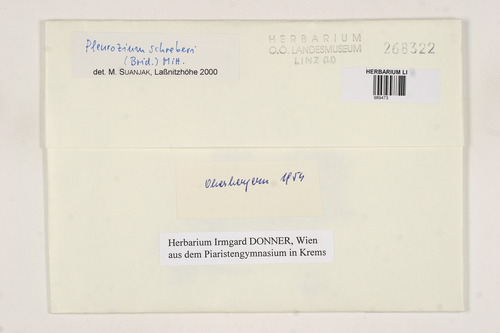 Pleurozium schreberi
(Brid.) Mitt.
det. M. SUANJAK, Laßnitzhöhe 2000
HERBARIUM
O.Ö. LANDESMUSEUM
LINZ
268322
HERBARIUM LI
Oberbergern 1954
Herbarium Irmgard DONNER, Wien
aus dem Piaristengymnasium in Krems